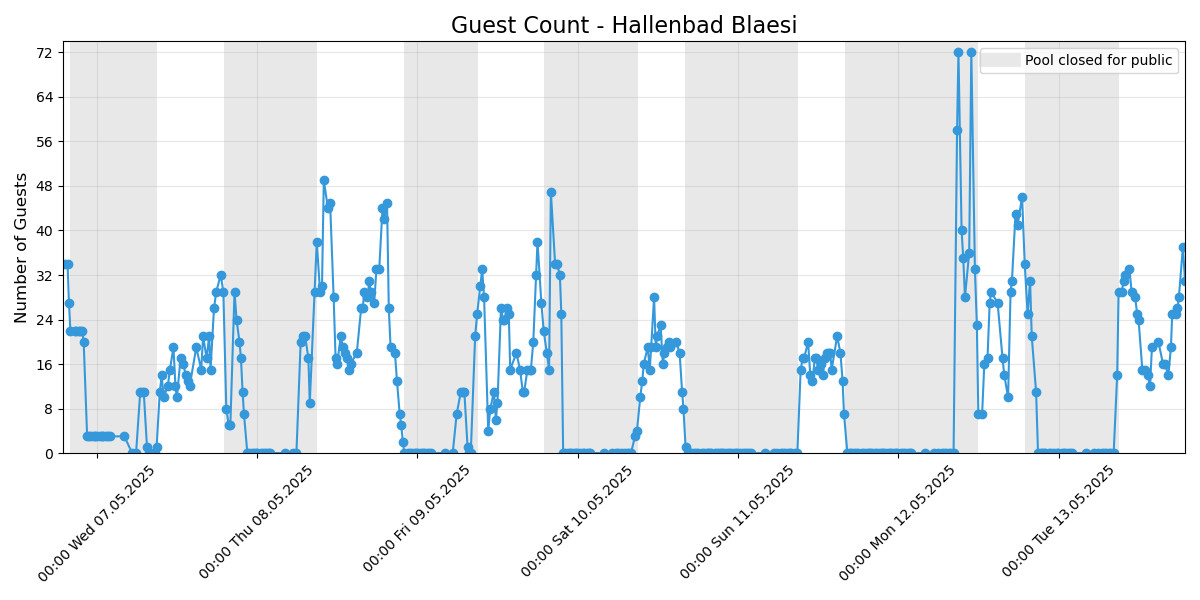 Guest Count - Hallenbad Blaesi
Pool closed for public
Number of Guests
72
64
56
48
40
32
24
16
8
0
00:00 Wed 07.05.2025
00:00 Thu 08.05.2025
00:00 Fri 09.05.2025
00:00 Sat 10.05.2025
00:00 Sun 11.05.2025
00:00 Mon 12.05.2025
00:00 Tue 13.05.2025